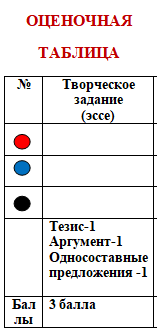 ОЦЕНОЧНАЯ
ТАБЛИЦА
№ Творческое
задание
(эссе)
Тезис-1
Аргумент-1
Односоставные
предложения -1
Бал
лы 3 балла